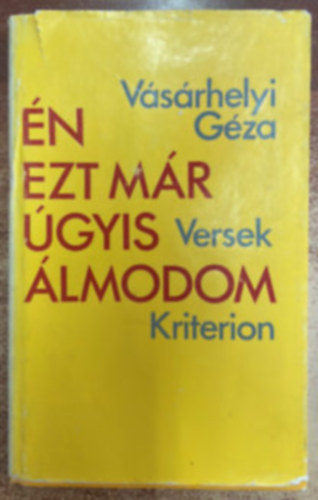 Vásárhelyi
Géza
ÉN
EZT MÁR
ÚGYIS Versek
ÁLMODOM
Kriterion